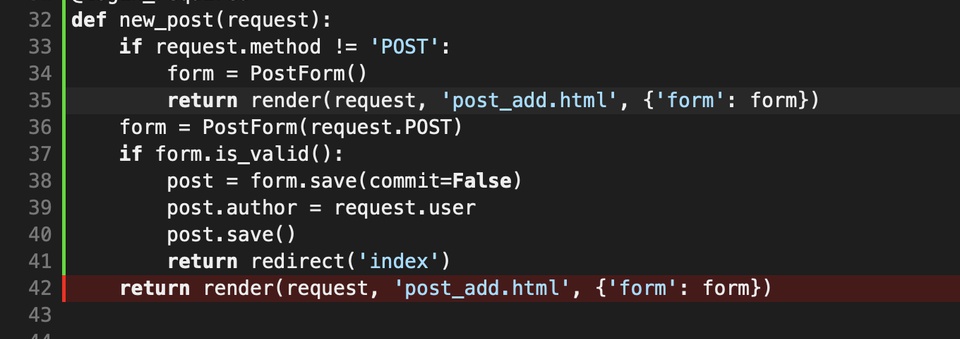 32 def new_post(request):
33     if request.method != 'POST':
34         form = PostForm()
35         return render(request, 'post_add.html', {'form': form})
36     form = PostForm(request.POST)
37     if form.is_valid():
38         post = form.save(commit=False)
39         post.author = request.user
40         post.save()
41         return redirect('index')
42     return render(request, 'post_add.html', {'form': form})
43